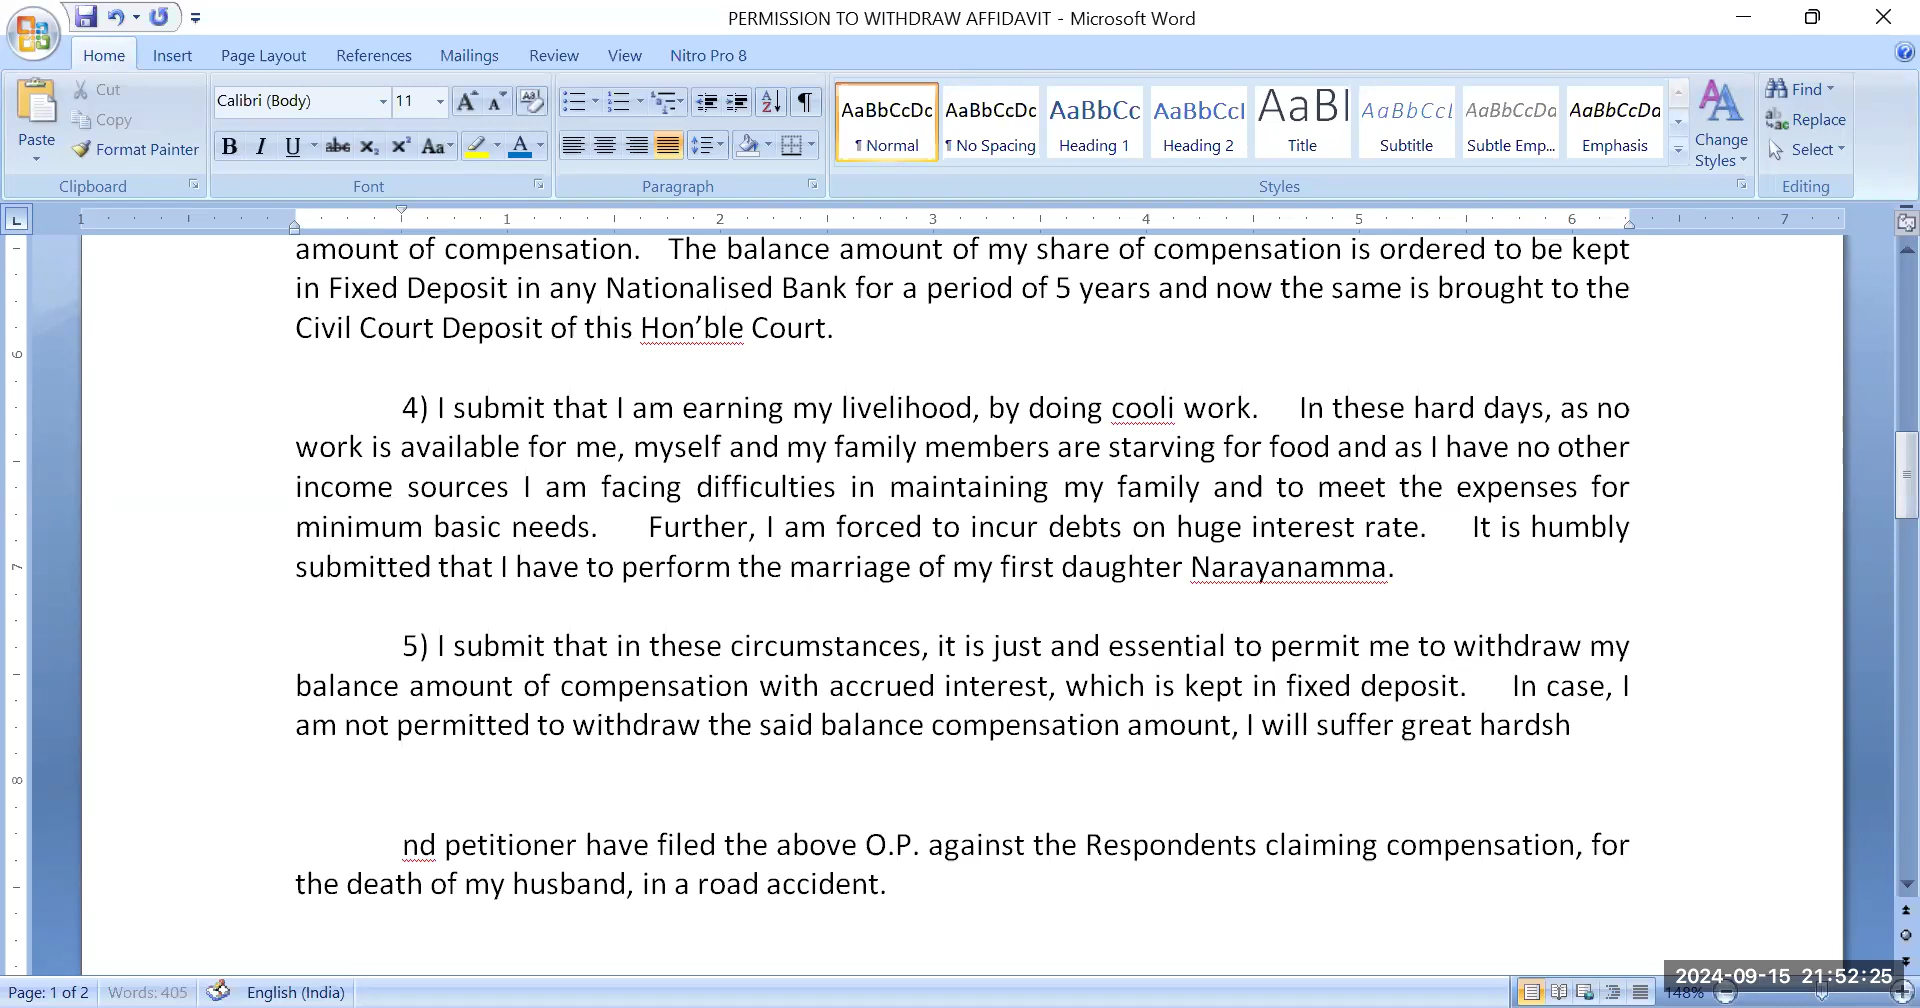 PERMISSION TO WITHDRAW AFFIDAVIT - Microsoft Word
Home Insert Page Layout References Mailings Review View Nitro Pro 8
Paste
Cut
Copy
Format Painter
Clipboard
Calibri (Body) 11
Font
Paragraph
AaBbCcDc AaBbCcDc AaBbCc AaBbCcI AaBl AaBbCcL AaBbCcDa AaBbCcDa
¶ Normal ¶ No Spacing Heading 1 Heading 2 Title Subtitle Subtle Emp... Emphasis
Change
Styles
Styles
Find
Replace
Select
Editing
1 1 2 3 4 5 6 7
amount of compensation. The balance amount of my share of compensation is ordered to be kept
in Fixed Deposit in any Nationalised Bank for a period of 5 years and now the same is brought to the
Civil Court Deposit of this Hon’ble Court.
4) I submit that I am earning my livelihood, by doing cooli work. In these hard days, as no
work is available for me, myself and my family members are starving for food and as I have no other
income sources I am facing difficulties in maintaining my family and to meet the expenses for
minimum basic needs. Further, I am forced to incur debts on huge interest rate. It is humbly
submitted that I have to perform the marriage of my first daughter Narayanamma.
5) I submit that in these circumstances, it is just and essential to permit me to withdraw my
balance amount of compensation with accrued interest, which is kept in fixed deposit. In case, I
am not permitted to withdraw the said balance compensation amount, I will suffer great hardsh
nd petitioner have filed the above O.P. against the Respondents claiming compensation, for
the death of my husband, in a road accident.
6
7
8
Page: 1 of 2 Words: 405 English (India) 148%
2024-09-15 21:52:25